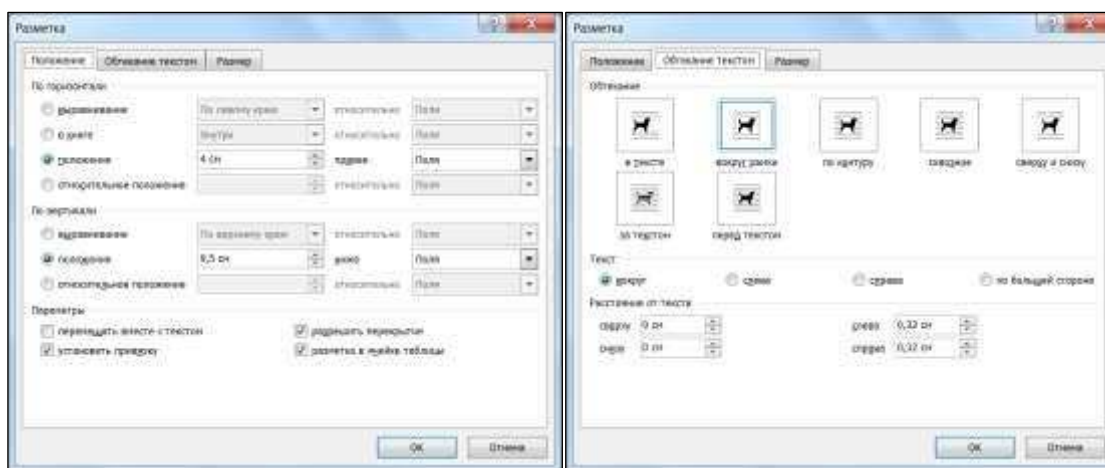 Разметка
Положение Обтекание текстом Размер
По горизонтали
выравнивание По левому краю относительно Поля
о книге Внутри относительно Поля
положение 4 см правее Поля
относительное положение относительно Поля
По вертикали
выравнивание По верхнему краю относительно Поля
положение 9,5 см ниже Поля
относительное положение относительно Поля
Параметры
перемещать вместе с текстом разрешить перекрытие
установить привязку разметка в ячейке таблицы
ОК Отмена
Разметка
Положение Обтекание текстом Размер
Обтекание
в тексте вокруг рамки по контуру сквозное сверху и снизу
за текстом перед текстом
Текст
вокруг слева справа по большей стороне
Расстояние от текста
сверху 0 см слева 0,32 см
снизу 0 см справа 0,32 см
ОК Отмена